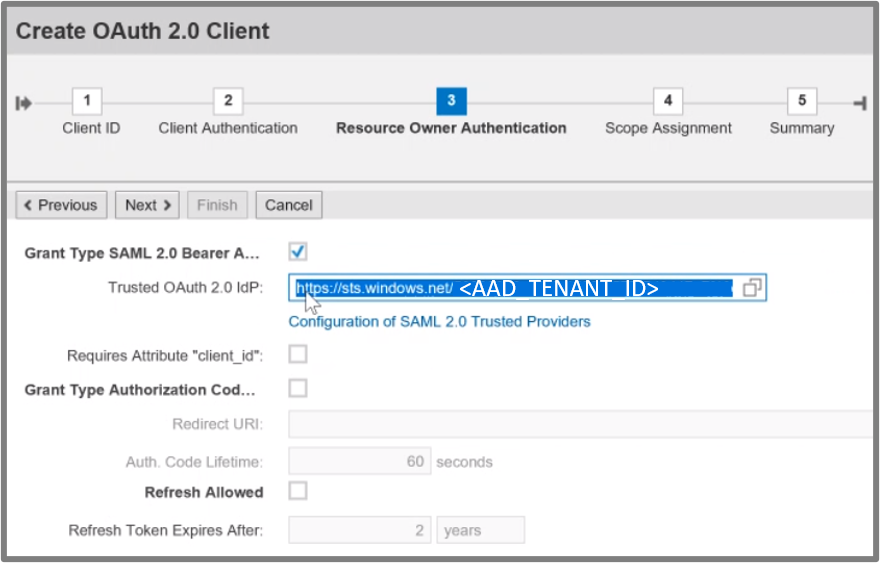 Create OAuth 2.0 Client
1 2 3 4 5
Client ID Client Authentication Resource Owner Authentication Scope Assignment Summary
Previous Next Finish Cancel
Grant Type SAML 2.0 Bearer A...
Trusted OAuth 2.0 IdP: https://sts.windows.net/ <AAD_TENANT_ID>
Configuration of SAML 2.0 Trusted Providers
Requires Attribute "client_id":
Grant Type Authorization Cod...
Redirect URI:
Auth. Code Lifetime: 60 seconds
Refresh Allowed
Refresh Token Expires After: 2 years